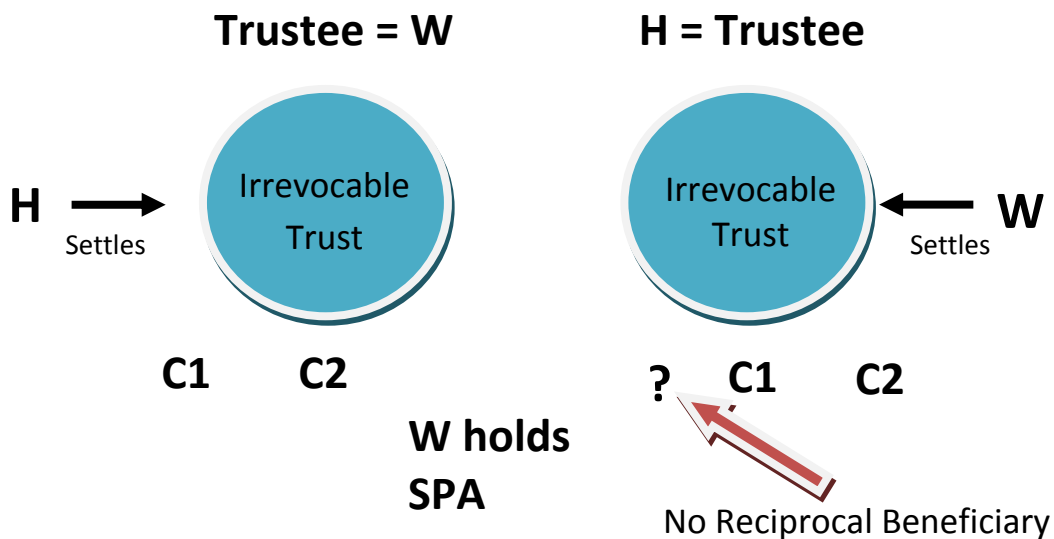 Trustee = W
H = Trustee
H
Settles
Irrevocable
Trust
Irrevocable
Trust
W
Settles
C1
C2
?
C1
C2
W holds
SPA
No Reciprocal Beneficiary